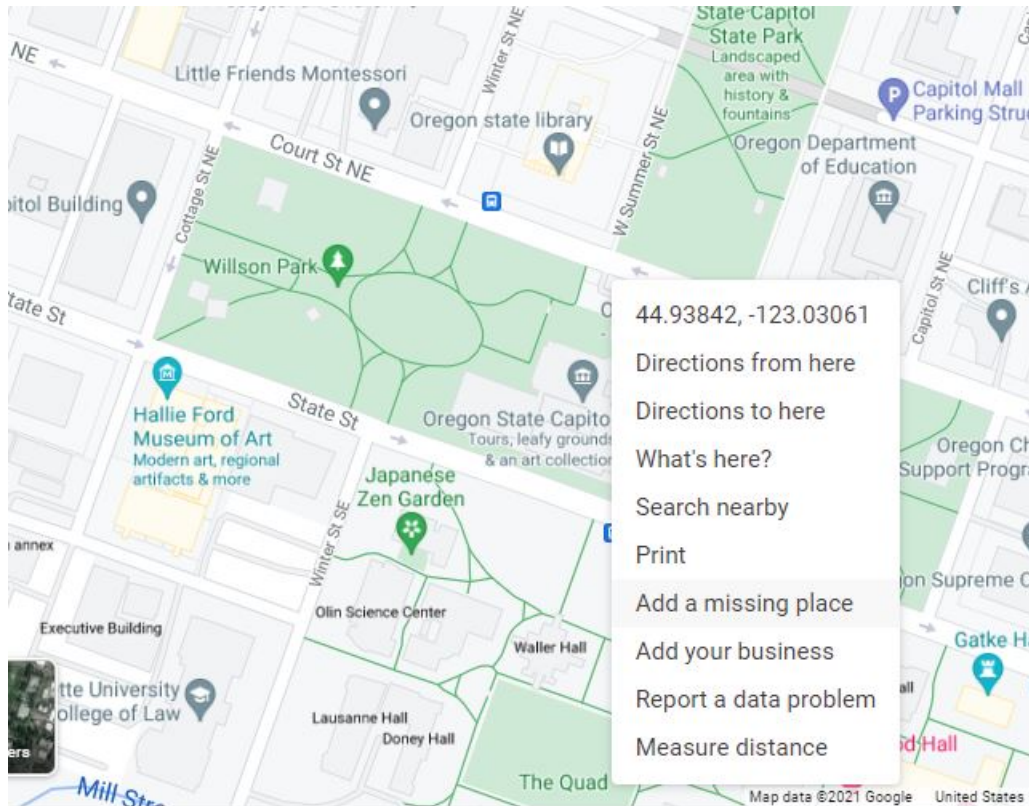 State Capitol
State Park
Landscaped
area with
history &
fountains
NE
Little Friends Montessori
Winter St NE
Capitol Mall
Parking Stru
Oregon state library
Court St NE
W Summer St NE
Oregon Department
of Education
Cottage St NE
itol Building
Willson Park
Capitol St NE
Cliff's
tate St
44.93842, -123.03061
Directions from here
Directions to here
What's here?
Search nearby
Print
Add a missing place
Add your business
Report a data problem
Measure distance
Hallie Ford
Museum of Art
Modern art, regional
artifacts & more
State St
Oregon State Capito
Tours, leafy grounds
& an art collection
Oregon Ch
Support Progra
Japanese
Zen Garden
annex
Winter St SE
on Supreme C
Olin Science Center
Executive Building
Waller Hall
Gatke Ha
tte University
ollege of Law
all
Lausanne Hall
Doney Hall
od Hall
ers
The Quad
Mill Stre
Map data ©2021 Google
United States